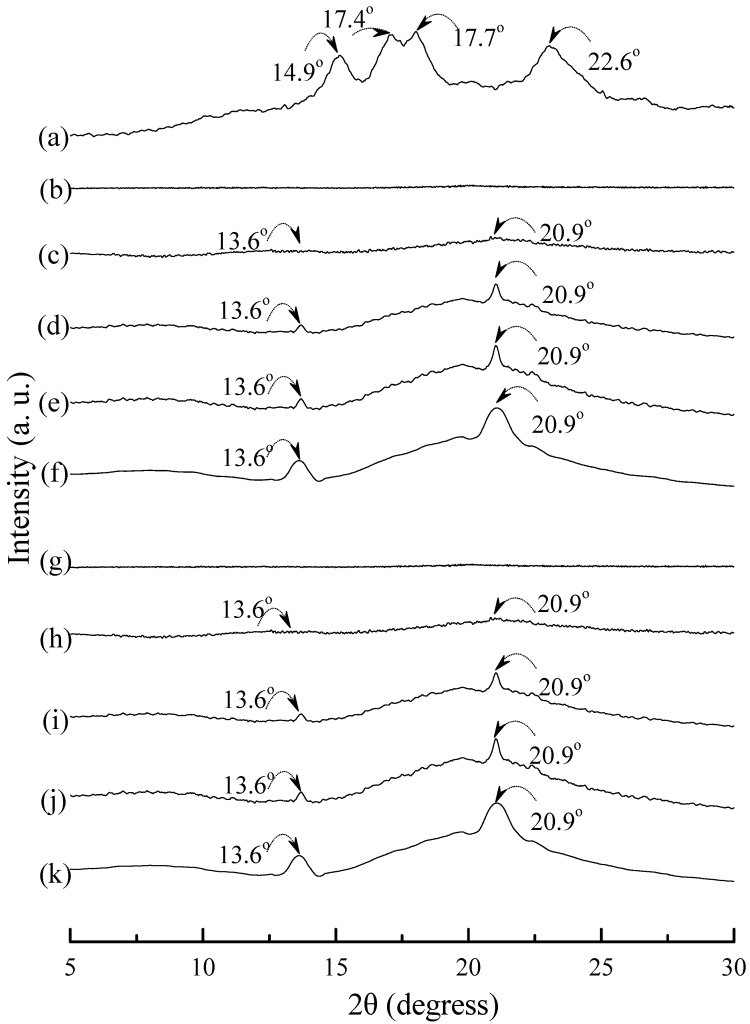 17.4°
17.7°
14.9°
22.6°
(a)
(b)
13.6°
20.9°
(c)
13.6°
20.9°
(d)
13.6°
20.9°
(e)
13.6°
20.9°
(f)
Intensity (a. u.)
(g)
13.6°
20.9°
(h)
13.6°
20.9°
(i)
13.6°
20.9°
(j)
13.6°
20.9°
(k)
5 10 15 20 25 30
2θ (degress)